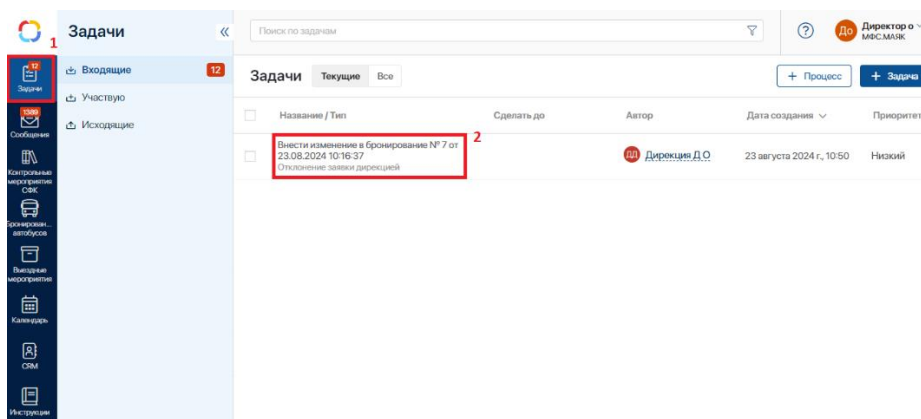 1
12
Задачи
1389
Сообщения
Контрольные
мероприятия
СФК
Бронирован...
автобусов
Выездные
мероприятия
Календарь
CRM
Инструкции
Задачи
Входящие
12
Участвую
Исходящие
Поиск по задачам
?
До
Директор о
МФС.МАЯК
Задачи
Текущие
Все
+ Процесс
+ Задача
Название / Тип
Сделать до
Автор
Дата создания
Приоритет
Внести изменение в бронирование № 7 от
23.08.2024 10:16:37
Отклонение заявки дирекцией
2
ДД
Дирекция Д О
23 августа 2024 г., 10:50
Низкий